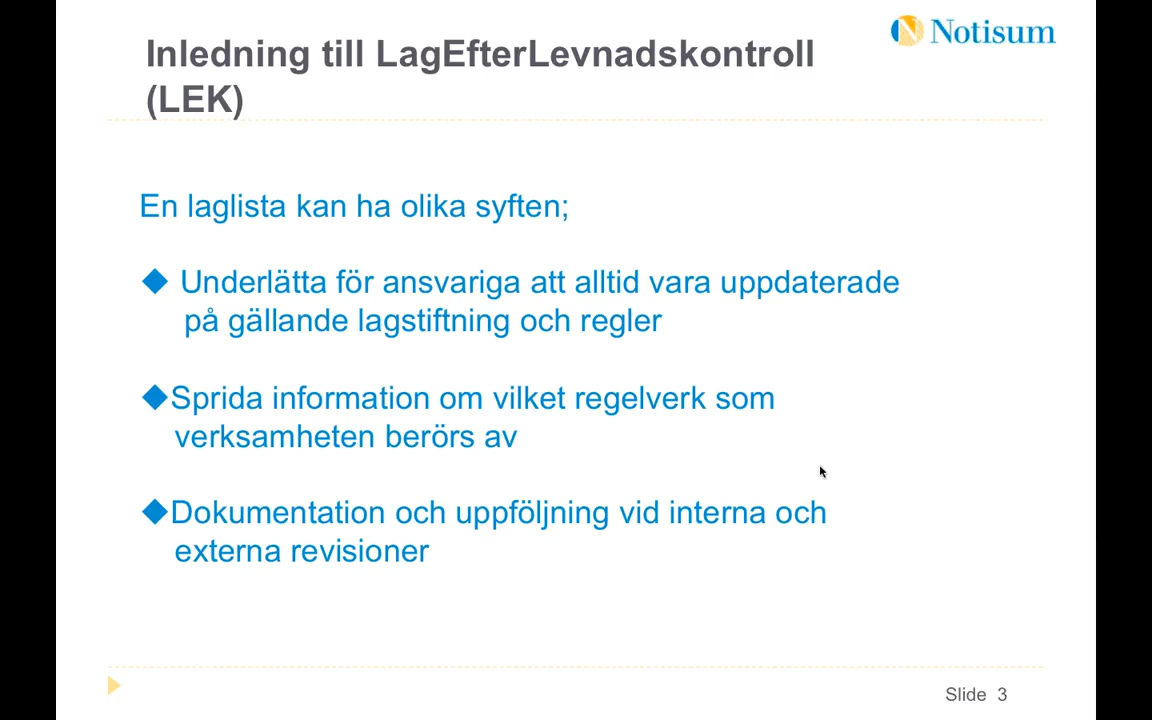 Notisum
Inledning till LagEfterLevnadskontroll
(LEK)
En laglista kan ha olika syften;
Underlätta för ansvariga att alltid vara uppdaterade
på gällande lagstiftning och regler
Sprida information om vilket regelverk som
verksamheten berörs av
Dokumentation och uppföljning vid interna och
externa revisioner
Slide 3